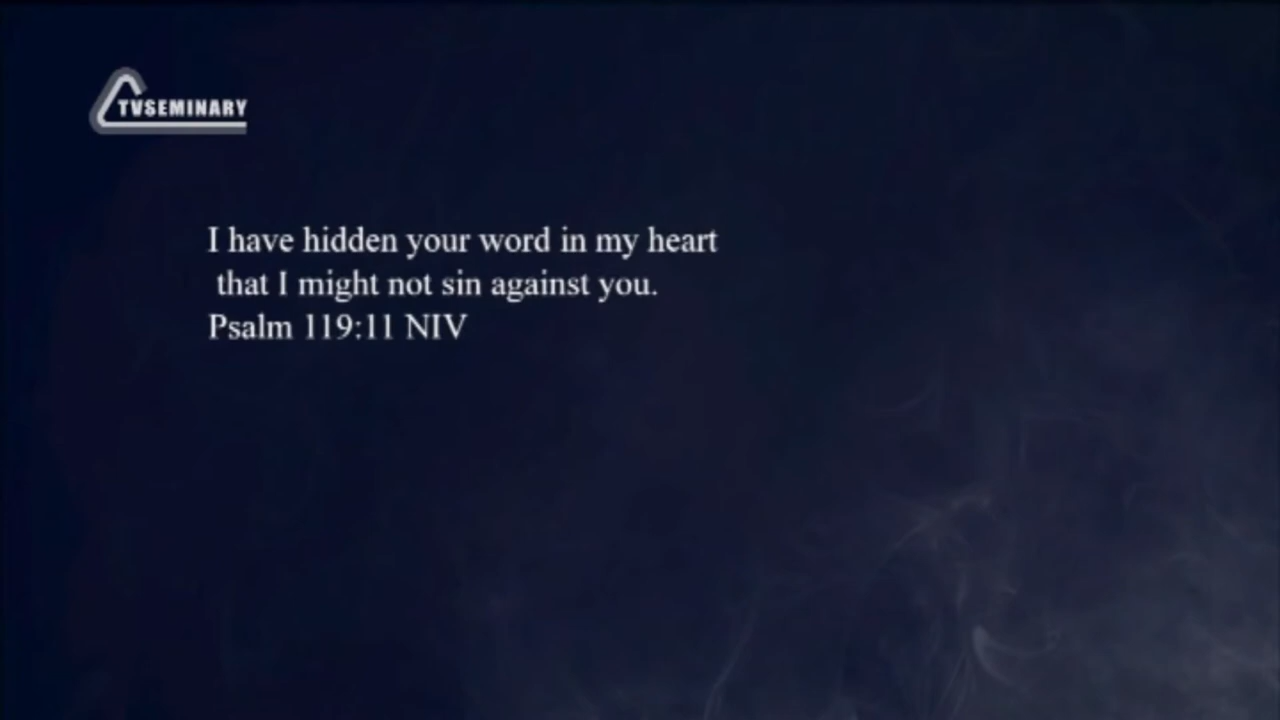 TVSEMINARY
I have hidden your word in my heart
that I might not sin against you.
Psalm 119:11 NIV